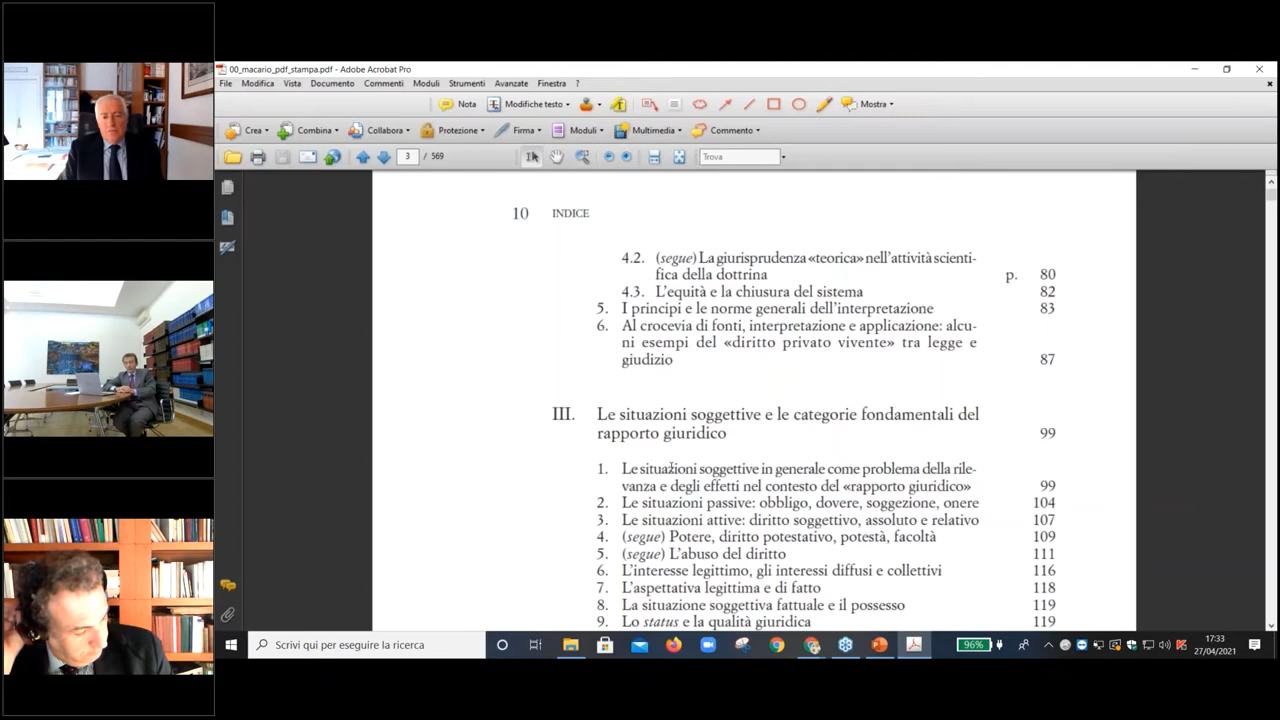 00_macario_pdf_stampa.pdf - Adobe Acrobat Pro
File Modifica Vista Documento Commenti Moduli Strumenti Avanzate Finestra ?
Nota Modifiche testo Mostra
Crea Combina Collabora Protezione Firma Moduli Multimedia Commento
3 / 569 Trova
10 INDICE
4.2. (segue) La giurisprudenza «teorica» nell’attività scienti-
fica della dottrina p. 80
4.3. L’equità e la chiusura del sistema 82
5. I principi e le norme generali dell’interpretazione 83
6. Al crocevia di fonti, interpretazione e applicazione: alcu-
ni esempi del «diritto privato vivente» tra legge e
giudizio 87
III. Le situazioni soggettive e le categorie fondamentali del
rapporto giuridico 99
1. Le situazioni soggettive in generale come problema della rile-
vanza e degli effetti nel contesto del «rapporto giuridico» 99
2. Le situazioni passive: obbligo, dovere, soggezione, onere 104
3. Le situazioni attive: diritto soggettivo, assoluto e relativo 107
4. (segue) Potere, diritto potestativo, potestà, facoltà 109
5. (segue) L’abuso del diritto 111
6. L’interesse legittimo, gli interessi diffusi e collettivi 116
7. L’aspettativa legittima e di fatto 118
8. La situazione soggettiva fattuale e il possesso 119
9. Lo status e la qualità giuridica 119
Scrivi qui per eseguire la ricerca 96% 17:33
27/04/2021